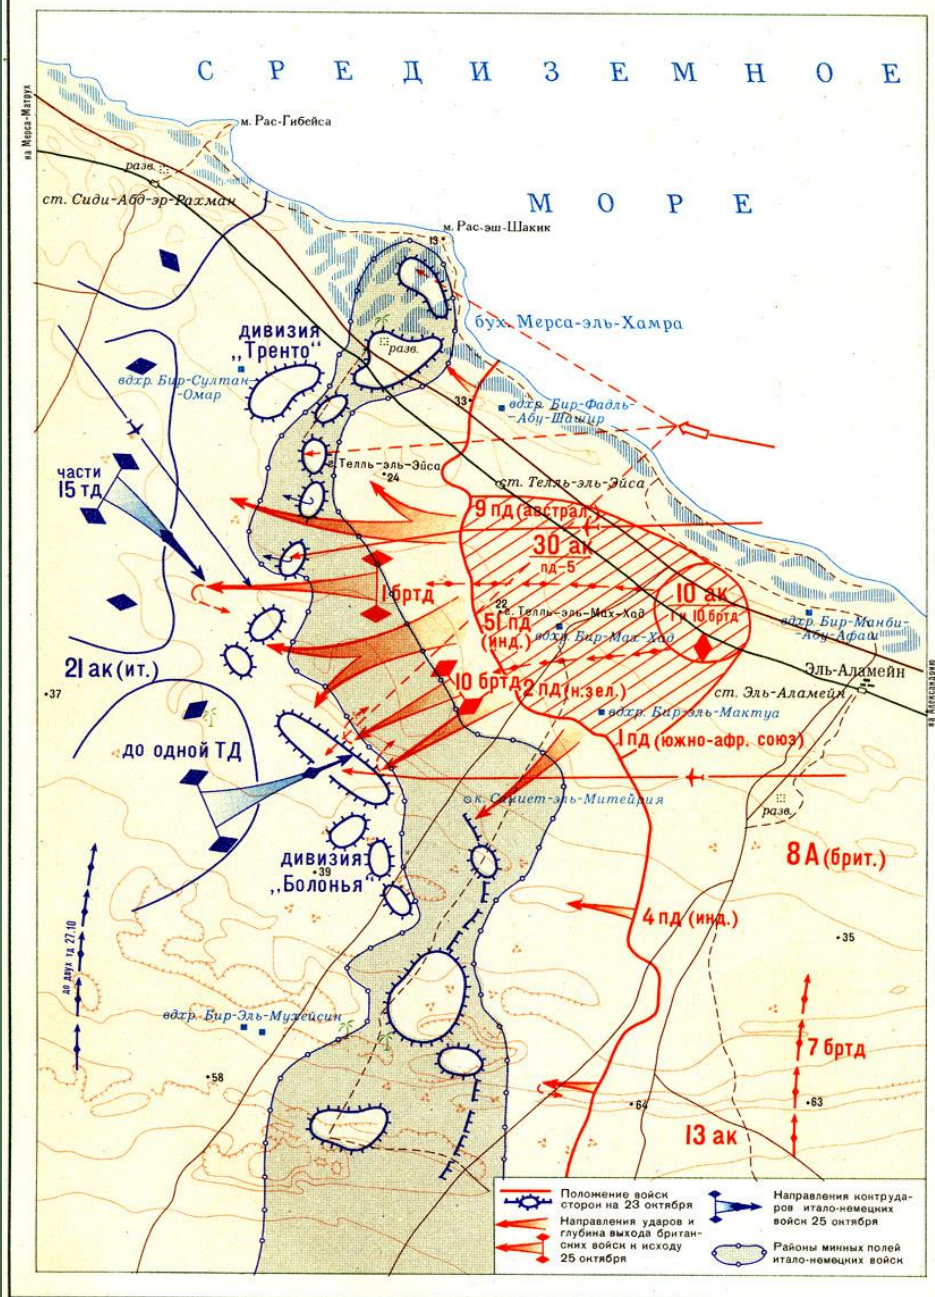 СРЕДИЗЕМНОЕ
МОРЕ
на Мерса-Матрух
м. Рас-Гибейса
разв.
ст. Сиди-Абд-эр-Рахман
м. Рас-эш-Шакик
13
бух. Мерса-эль-Хамра
дивизия
„Тренто“
разв.
вдхр. Бир-Султан-
-Омар
33
вдхр. Бир-Фадль-
-Абу-Шашир
части
15 тд
г. Телль-эль-Эйса
24
ст. Телль-эль-Эйса
9 пд (австрал.)
30 ак
пд-5
1 бртд
10 ак
1 и 10 бртд
22
г. Телль-эль-Мах-Хад
51 пд
(инд.)
вдхр. Бир-Мах-Хад
вдхр. Бир-Манби-
-Абу-Афаш
21 ак (ит.)
37
10 бртд
2 пд (н.зел.)
Эль-Аламейн
ст. Эль-Аламейн
на Александрию
вдхр. Бир-эль-Мактуа
1 пд (южно-афр. союз)
до одной ТД
к. Саниет-эль-Митейрия
разв.
дивизия
39
„Болонья“
8 А (брит.)
4 пд (инд.)
35
до двух тд 27.10
вдхр. Бир-Эль-Мухейсин
7 бртд
58
64
63
13 ак
Положение войск
сторон на 23 октября
Направления ударов и
глубина выхода британ-
ских войск к исходу
25 октября
Направления контруда-
ров итало-немецких
войск 25 октября
Районы минных полей
итало-немецких войск